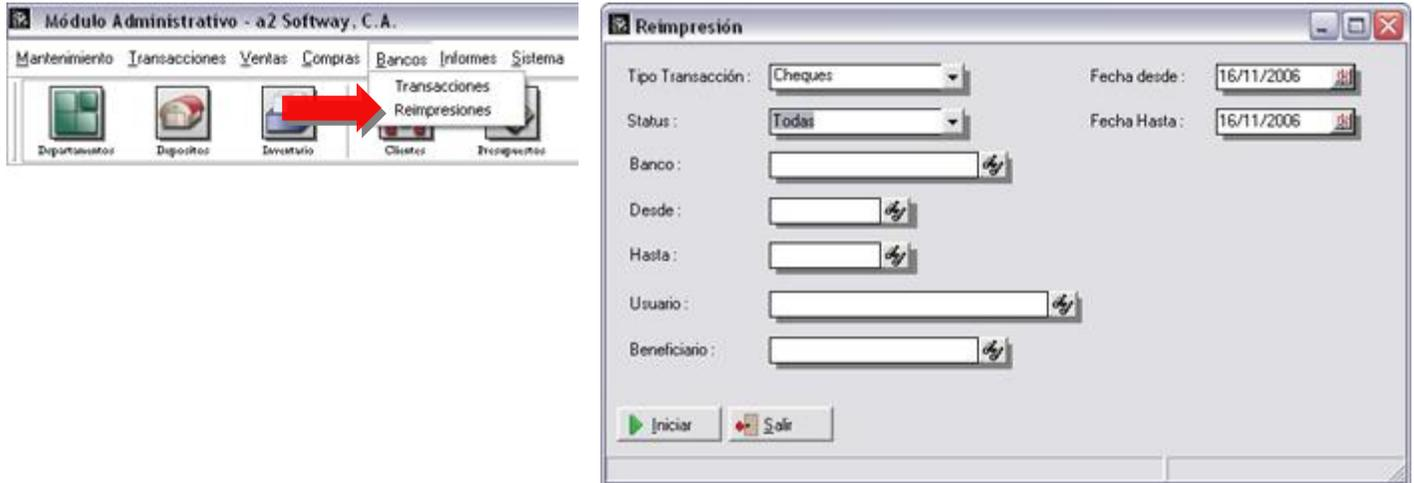 Módulo Administrativo - a2 Softway, C.A.
Mantenimiento Transacciones Ventas Compras Bancos Informes Sistema
Transacciones
Reimpresiones
Departamentos Depositos Inventario Clientes Presupuestos
Reimpresión
Tipo Transacción : Cheques Fecha desde : 16/11/2006
Status : Todas Fecha Hasta : 16/11/2006
Banco :
Desde :
Hasta :
Usuario :
Beneficiario :
Iniciar Salir